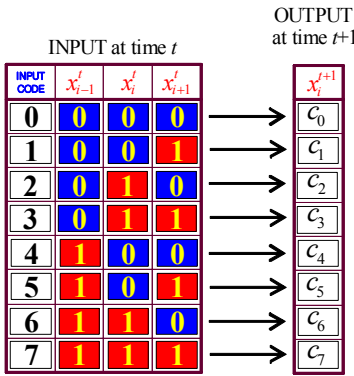 OUTPUT
at time t+1
INPUT at time t
INPUT CODE x_{i-1}^t x_i^t x_{i+1}^t x_i^{t+1}
0 0 0 0 c_0
1 0 0 1 c_1
2 0 1 0 c_2
3 0 1 1 c_3
4 1 0 0 c_4
5 1 0 1 c_5
6 1 1 0 c_6
7 1 1 1 c_7